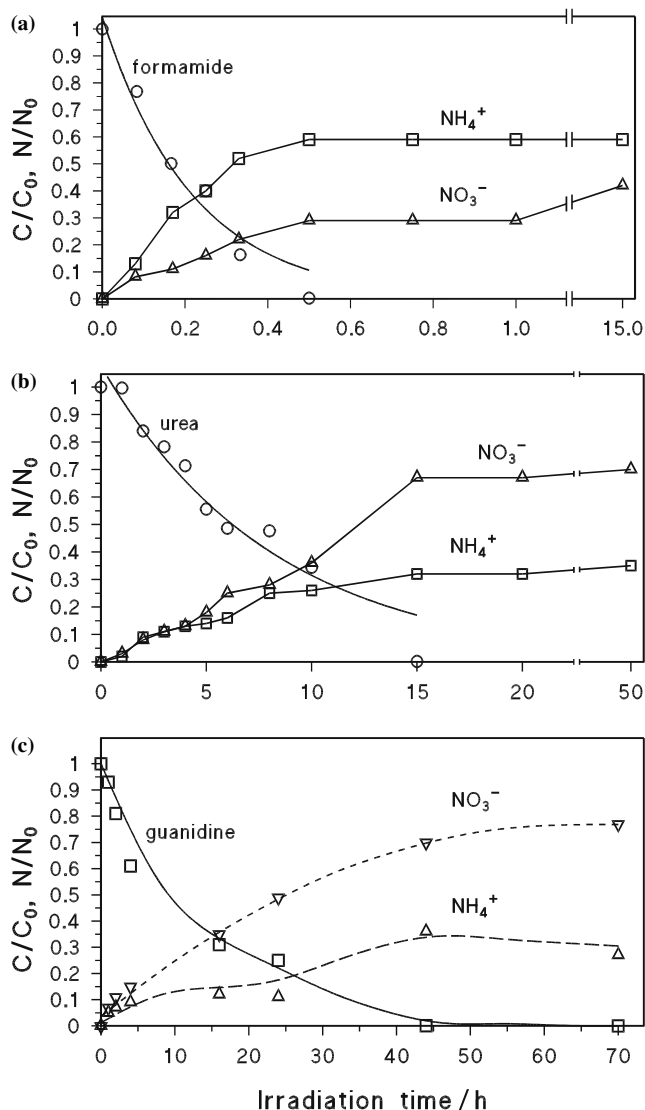 (a)
C/C₀, N/N₀
1
0.9
0.8
0.7
0.6
0.5
0.4
0.3
0.2
0.1
0
formamide
NH₄⁺
NO₃⁻
0.0 0.2 0.4 0.6 0.8 1.0 15.0
(b)
C/C₀, N/N₀
1
0.9
0.8
0.7
0.6
0.5
0.4
0.3
0.2
0.1
0
urea
NO₃⁻
NH₄⁺
0 5 10 15 20 50
(c)
C/C₀, N/N₀
1
0.9
0.8
0.7
0.6
0.5
0.4
0.3
0.2
0.1
0
guanidine
NO₃⁻
NH₄⁺
0 10 20 30 40 50 60 70
Irradiation time/h